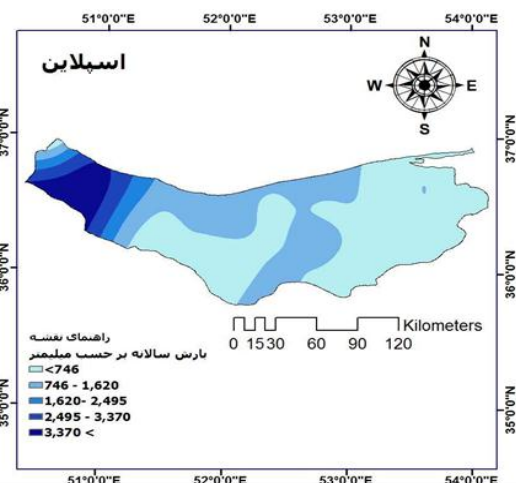 51°0'0"E 52°0'0"E 53°0'0"E 54°0'0"E
اسپلاین
N
W E
S
37°0'0"N 37°0'0"N
36°0'0"N 36°0'0"N
35°0'0"N 35°0'0"N
Kilometers
0 15 30 60 90 120
راهنمای نقشه
بارش سالانه بر حسب میلیمتر
<746
746 - 1,620
1,620- 2,495
2,495 - 3,370
3,370 <
51°0'0"E 52°0'0"E 53°0'0"E 54°0'0"E